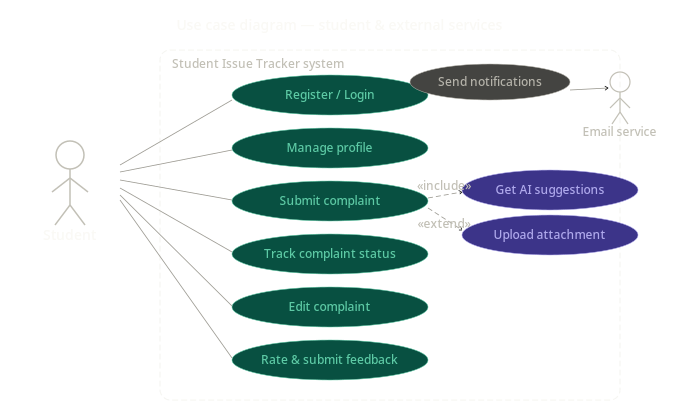 Use case diagram — student & external services
Student Issue Tracker system
Register / Login
Send notifications
Email service
Manage profile
Submit complaint
«include»
Get AI suggestions
«extend»
Upload attachment
Student
Track complaint status
Edit complaint
Rate & submit feedback